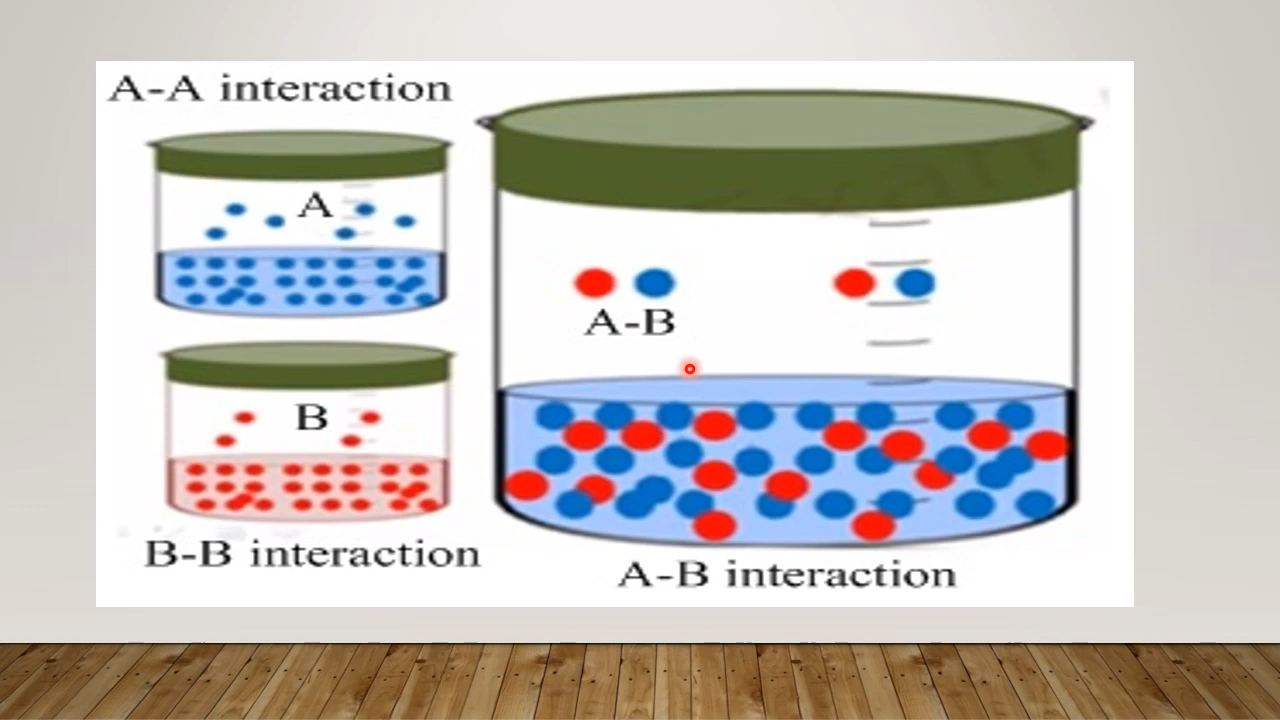 A-A interaction
A
B
B-B interaction
A-B
A-B interaction